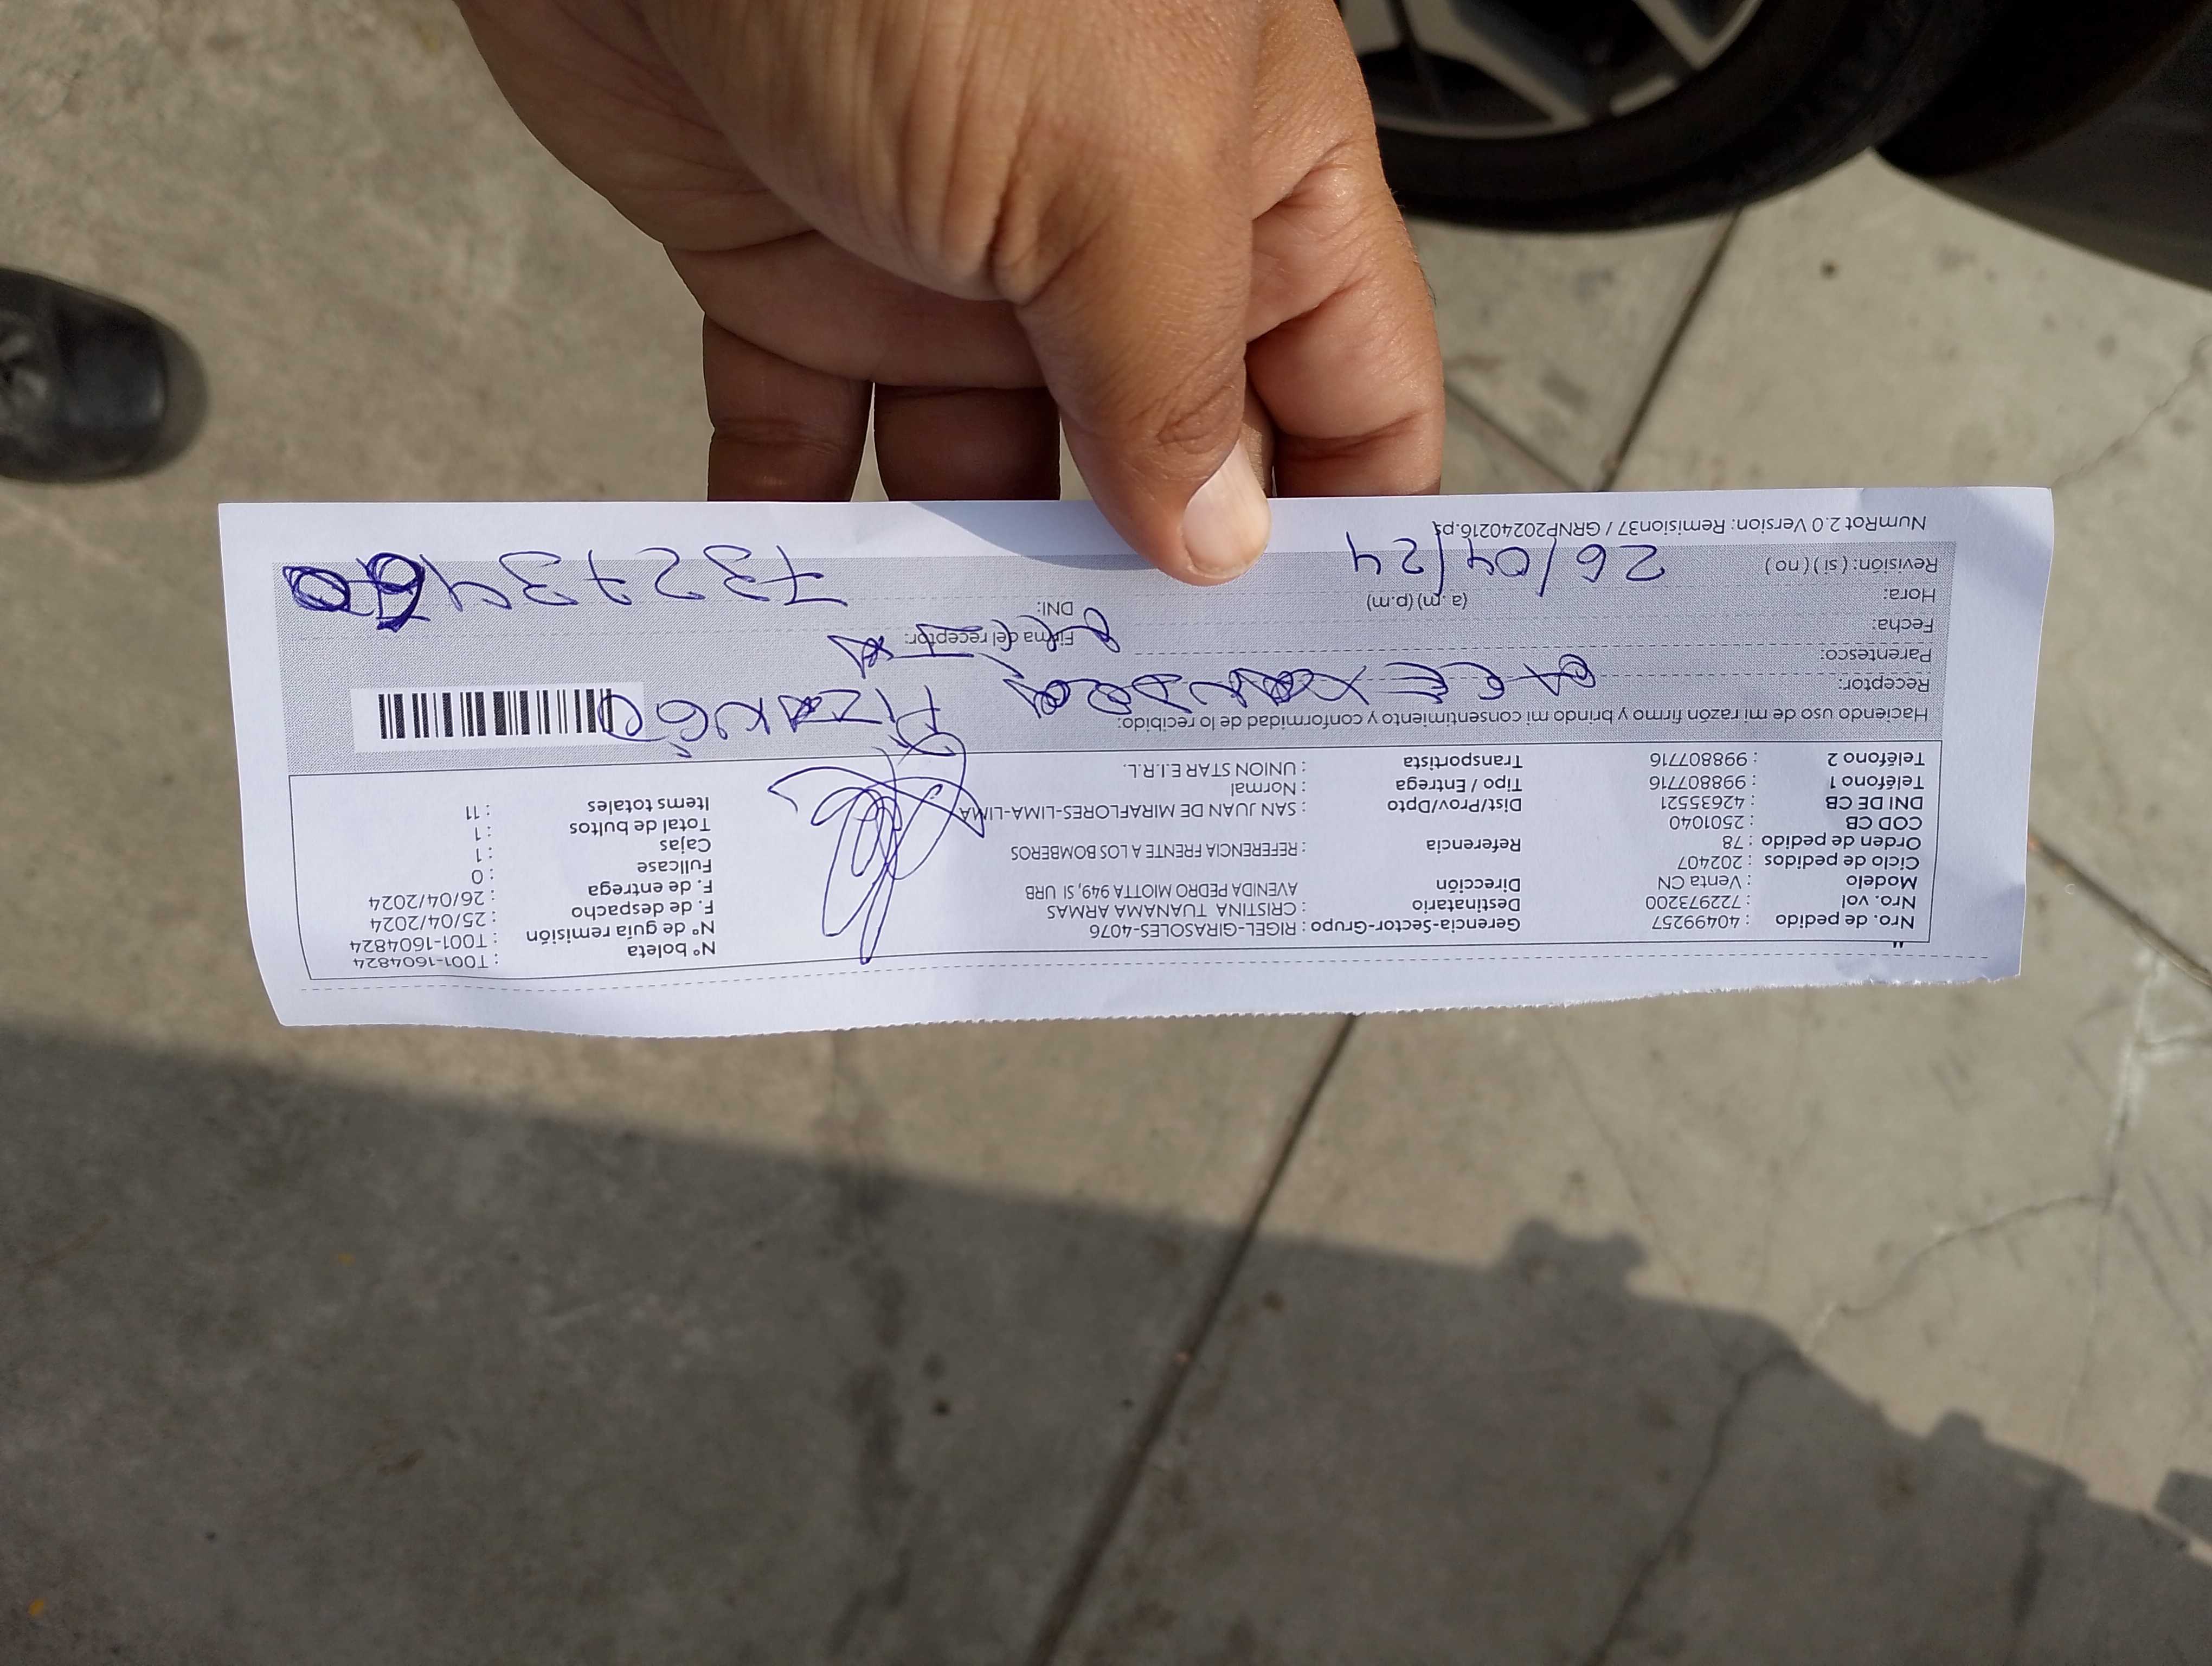 Nro. de pedido : 40499257 Gerencia-Sector-Grupo : RIGEL-GIRASOLES-4076 N° boleta : T001-1604824
Nro. vol : 722973200 Destinatario : CRISTINA TUANAMA ARMAS N° de guía remisión : T001-1604824
Modelo : Venta CN Dirección AVENIDA PEDRO MIOTTA 949, SI URB F. de despacho : 25/04/2024
Ciclo de pedidos : 202407 F. de entrega : 26/04/2024
Orden de pedido : 78 Referencia : REFERENCIA FRENTE A LOS BOMBEROS Fullcase : 0
COD CB : 2501040 Cajas : 1
DNI DE CB : 42635521 Dist/Prov/Dpto : SAN JUAN DE MIRAFLORES-LIMA-LIMA Total de bultos : 1
Teléfono 1 : 998807716 Tipo / Entrega : Normal Items totales : 11
Teléfono 2 : 998807716 Transportista : UNION STAR E.I.R.L.
Haciendo uso de mi razón firmo y brindo mi consentimiento y conformidad de lo recibido:
Receptor: ALEXANDRA PIZANGO
Parentesco:
Fecha: Firma del receptor:
Hora: (a.m) (p.m) DNI:
Revisión: ( si ) ( no ) 26/04/24
NumRot 2.0 Version: Remision37 / GRNP20240216.ps